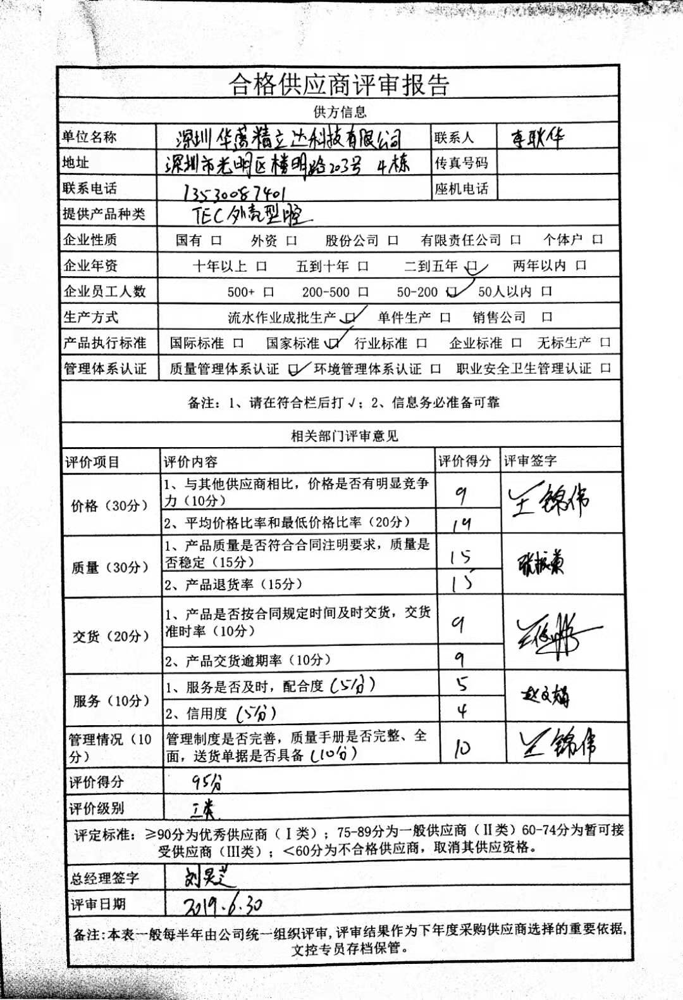 合格供应商评审报告
供方信息
单位名称 深圳华萬精立达科技有限公司 联系人 李耿华
地址 深圳市光明区楼明路203号 4栋 传真号码
联系电话 13530087401 座机电话
提供产品种类 TEC外壳型腔
企业性质 国有 口 外资 口 股份公司 口 有限责任公司 口 个体户 口
企业年资 十年以上 口 五到十年 口 二到五年 口✓ 两年以内 口
企业员工人数 500+ 口 200-500 口 50-200 口✓ 50人以内 口
生产方式 流水作业成批生产 口✓ 单件生产 口 销售公司 口
产品执行标准 国际标准 口 国家标准 口✓ 行业标准 口 企业标准 口 无标生产 口
管理体系认证 质量管理体系认证 口✓ 环境管理体系认证 口 职业安全卫生管理认证 口
备注：1、请在符合栏后打√；2、信息务必准备可靠
相关部门评审意见
评价项目 评价内容 评价得分 评审签字
价格（30分） 1、与其他供应商相比，价格是否有明显竞争
力（10分） 9 王锦伟
2、平均价格比率和最低价格比率（20分） 19
质量（30分） 1、产品质量是否符合合同注明要求，质量是
否稳定（15分） 15 张振兼
2、产品退货率（15分） 15
交货（20分） 1、产品是否按合同规定时间及时交货，交货
准时率（10分） 9
2、产品交货逾期率（10分） 9
服务（10分） 1、服务是否及时，配合度（5分） 5 赵文娟
2、信用度（5分） 4
管理情况（10
分） 管理制度是否完善，质量手册是否完整、全
面，送货单据是否具备（10分） 10 王锦伟
评价得分 95分
评价级别 工类
评定标准：≥90分为优秀供应商（Ⅰ类）；75-89分为一般供应商（Ⅱ类）60-74分为暂可接
受供应商（Ⅲ类）；＜60分为不合格供应商，取消其供应资格。
总经理签字 刘昊芝
评审日期 2019.6.30
备注：本表一般每半年由公司统一组织评审，评审结果作为下年度采购供应商选择的重要依据，
文控专员存档保管。